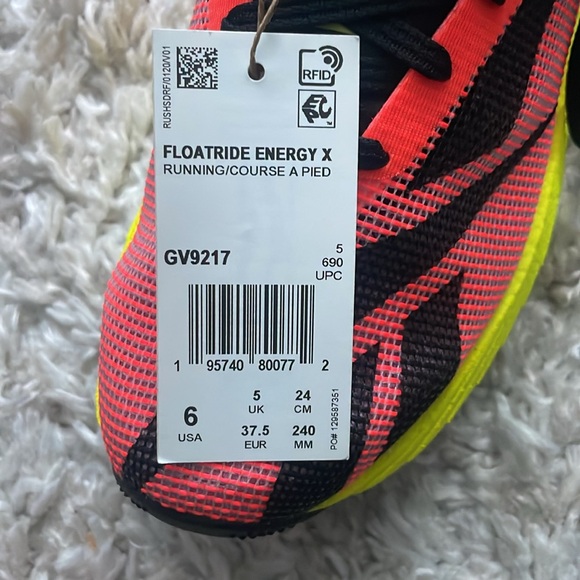 RUSHSDRF/0120/V01
RFID
FLOATRIDE ENERGY X
RUNNING/COURSE A PIED
GV9217
5
690
UPC
1 95740 80077 2
6
USA
5
UK
24
CM
37.5
EUR
240
MM
PO# 129587351